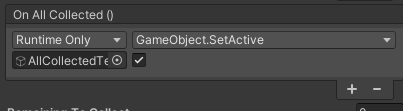 On All Collected ()
Runtime Only GameObject.SetActive
AllCollectedTe
Remaining To Collect